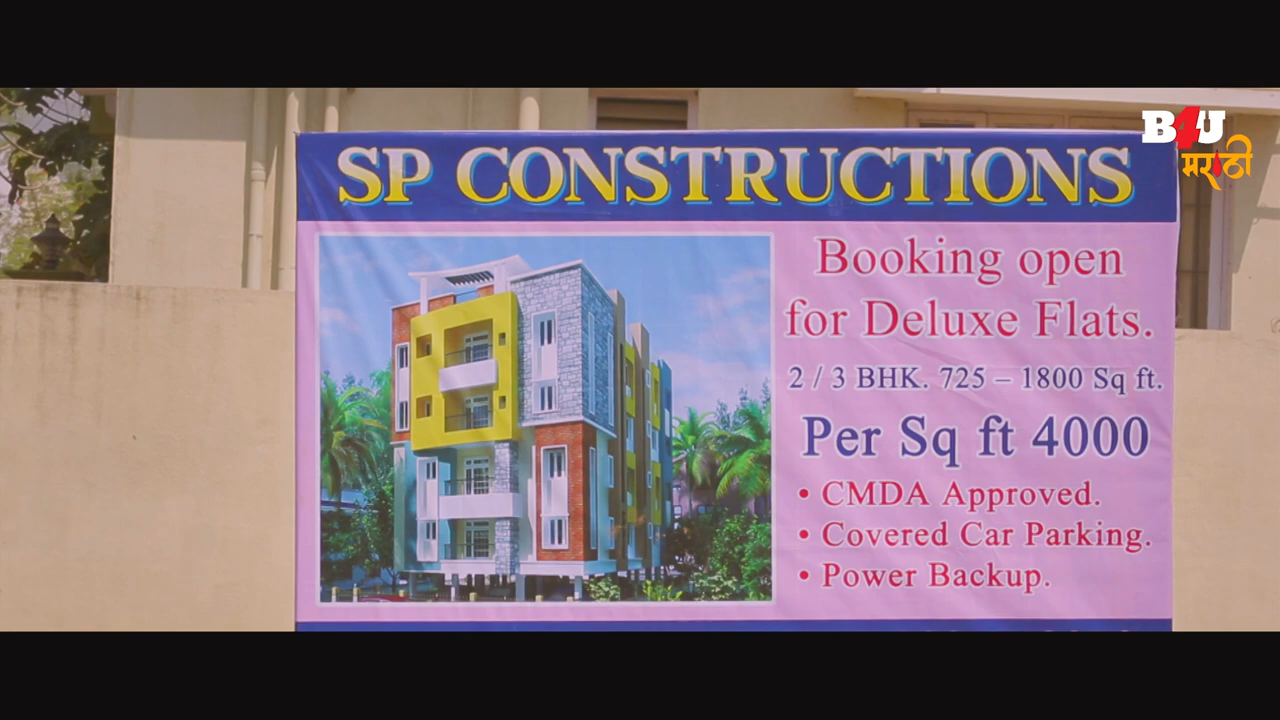 B4U
मराठी
SP CONSTRUCTIONS
Booking open
for Deluxe Flats.
2 / 3 BHK. 725 – 1800 Sq ft.
Per Sq ft 4000
• CMDA Approved.
• Covered Car Parking.
• Power Backup.